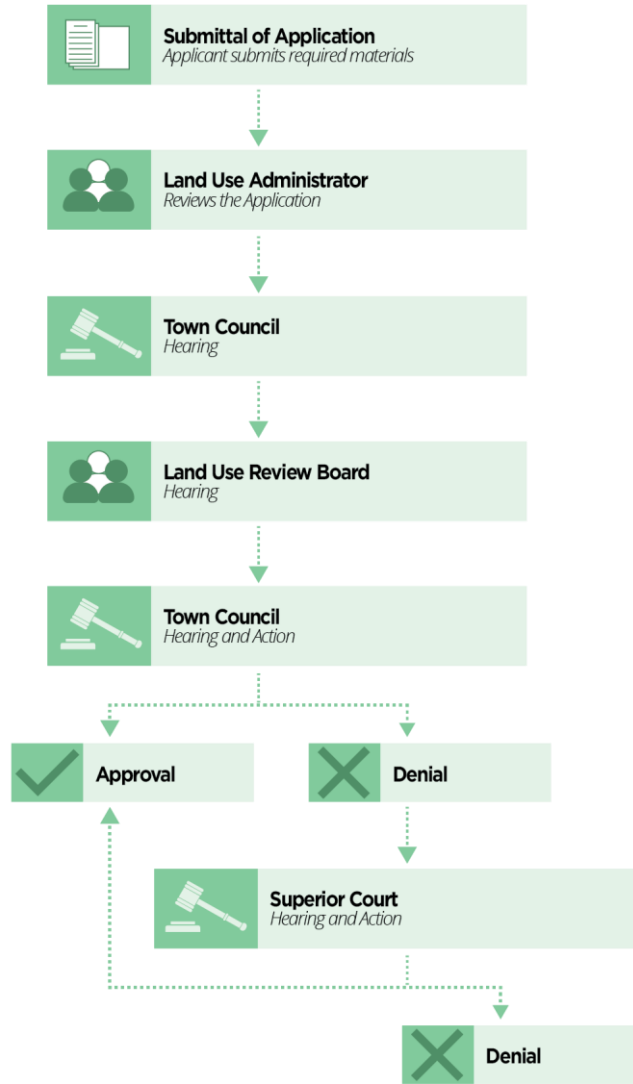 Submittal of Application
Applicant submits required materials
Land Use Administrator
Reviews the Application
Town Council
Hearing
Land Use Review Board
Hearing
Town Council
Hearing and Action
Approval
Denial
Superior Court
Hearing and Action
Denial